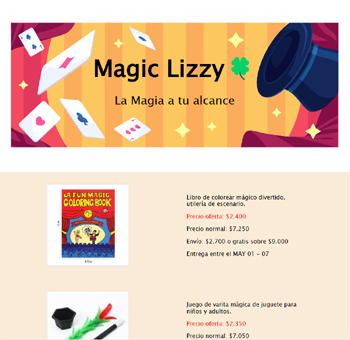 Magic Lizzy
La Magia a tu alcance
A FUN MAGIC
COLORING BOOK
Libro de colorear mágico divertido,
utilería de escenario.
Precio oferta: $2.400
Precio normal: $7.250
Envío: $2.700 o gratis sobre $9.000
Entrega entre el MAY 01 - 07
Juego de varita mágica de juguete para
niños y adultos.
Precio oferta: $2.350
Precio normal: $7.050